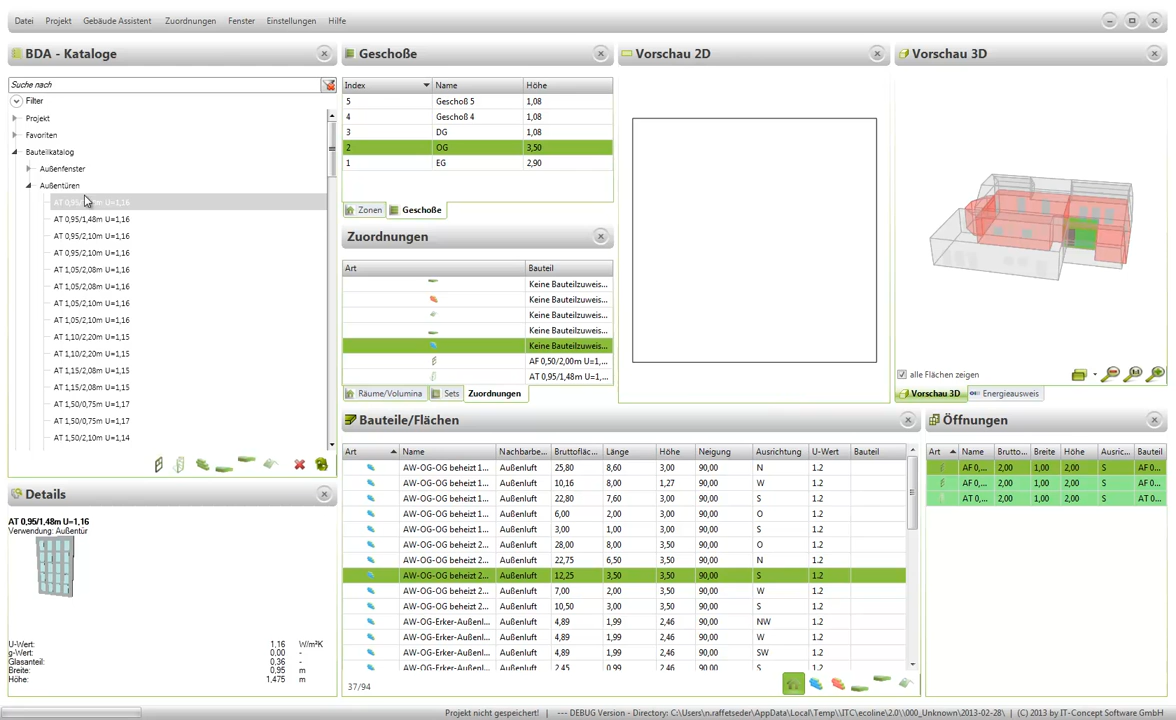 Datei Projekt Gebäude Assistent Zuordnungen Fenster Einstellungen Hilfe
BDA - Kataloge
Suche nach
Filter
Projekt
Favoriten
Bauteilkatalog
Außenfenster
Außentüren
AT 0,95/ U=1,16
AT 0,95/1,48m U=1,16
AT 0,95/2,10m U=1,16
AT 0,95/2,10m U=1,16
AT 1,05/2,08m U=1,16
AT 1,05/2,08m U=1,16
AT 1,05/2,10m U=1,16
AT 1,05/2,10m U=1,16
AT 1,10/2,20m U=1,15
AT 1,10/2,20m U=1,15
AT 1,15/2,08m U=1,15
AT 1,15/2,08m U=1,15
AT 1,50/0,75m U=1,17
AT 1,50/0,75m U=1,17
AT 1,50/2,10m U=1,14
Details
AT 0,95/1,48m U=1,16
Verwendung: Außentür
U-Wert: 1,16 W/m²K
g-Wert: 0,00 -
Glasanteil: 0,36 -
Breite: 0,95 m
Höhe: 1,475 m
Geschoße
Index Name Höhe
5 Geschoß 5 1,08
4 Geschoß 4 1,08
3 DG 1,08
2 OG 3,50
1 EG 2,90
Zonen Geschoße
Zuordnungen
Art Bauteil
Keine Bauteilzuweis...
Keine Bauteilzuweis...
Keine Bauteilzuweis...
Keine Bauteilzuweis...
Keine Bauteilzuweis...
AF 0,50/2,00m U=1,...
AT 0,95/1,48m U=1,...
Räume/Volumina Sets Zuordnungen
Vorschau 2D
Vorschau 3D
alle Flächen zeigen
Vorschau 3D Energieausweis
Bauteile/Flächen
Art Name Nachbarbe... Bruttofläc... Länge Höhe Neigung Ausrichtung U-Wert Bauteil
AW-OG-OG beheizt 1... Außenluft 25,80 8,60 3,00 90,00 N 1.2
AW-OG-OG beheizt 1... Außenluft 10,16 8,00 1,27 90,00 W 1.2
AW-OG-OG beheizt 1... Außenluft 22,80 7,60 3,00 90,00 S 1.2
AW-OG-OG beheizt 1... Außenluft 6,00 2,00 3,00 90,00 O 1.2
AW-OG-OG beheizt 1... Außenluft 3,00 1,00 3,00 90,00 S 1.2
AW-OG-OG beheizt 2... Außenluft 28,00 8,00 3,50 90,00 O 1.2
AW-OG-OG beheizt 2... Außenluft 22,75 6,50 3,50 90,00 N 1.2
AW-OG-OG beheizt 2... Außenluft 12,25 3,50 3,50 90,00 S 1.2
AW-OG-OG beheizt 2... Außenluft 7,00 2,00 3,50 90,00 W 1.2
AW-OG-OG beheizt 2... Außenluft 10,50 3,00 3,50 90,00 S 1.2
AW-OG-Erker-Außenl... Außenluft 4,89 1,99 2,46 90,00 NW 1.2
AW-OG-Erker-Außenl... Außenluft 4,89 1,99 2,46 90,00 W 1.2
AW-OG-Erker-Außenl... Außenluft 4,89 1,99 2,46 90,00 SW 1.2
AW-OG-Erker-Außenl... Außenluft 2,45 0,99 2,46 90,00 S 1.2
37/94
Öffnungen
Art Name Brutto... Breite Höhe Ausric... Bauteil
AF 0,... 2,00 1,00 2,00 S AF 0...
AF 0,... 2,00 1,00 2,00 S AF 0...
AT 0,... 2,00 1,00 2,00 S AT 0...
Projekt nicht gespeichert! | --- DEBUG Version - Directory: C:\Users\n.raffetseder\AppData\Local\Temp\\ITC\ecoline\2.0\\000_Unknown\2013-02-28\ | (C) 2013 by IT-Concept Software GmbH